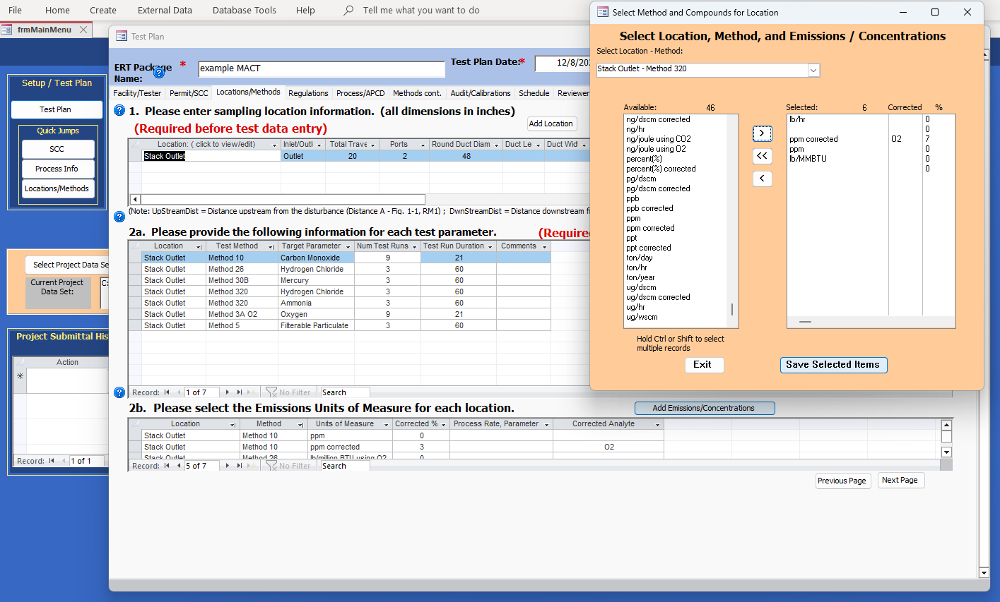 File Home Create External Data Database Tools Help Tell me what you want to do
frmMainMenu
Setup / Test Plan
Test Plan
Quick Jumps
SCC
Process Info
Locations/Methods
Select Project Data Se
Current Project Data Set:
C:
Project Submittal His
Action
Record: 1 of 1
Test Plan
ERT Package Name: * example MACT
Test Plan Date:* 12/8/20
Facility/Tester Permit/SCC Locations/Methods Regulations Process/APCD Methods cont. Audit/Calibrations Schedule Reviewer
1. Please enter sampling location information. (all dimensions in inches)
(Required before test data entry)
Add Location
Location: ( click to view/edit) Inlet/Outl Total Trave Ports Round Duct Diam Duct Le Duct Wid
Stack Outlet Outlet 20 2 48
(Note: UpStreamDist = Distance upstream from the disturbance (Distance A - Fig. 1-1, RM1) ; DwnStreamDist = Distance downstream f
2a. Please provide the following information for each test parameter. (Require
Location Test Method Target Parameter Num Test Runs Test Run Duration Comments
Stack Outlet Method 10 Carbon Monoxide 9 21
Stack Outlet Method 26 Hydrogen Chloride 3 60
Stack Outlet Method 30B Mercury 3 60
Stack Outlet Method 320 Hydrogen Chloride 3 60
Stack Outlet Method 320 Ammonia 3 60
Stack Outlet Method 3A O2 Oxygen 9 21
Stack Outlet Method 5 Filterable Particulate 3 60
Record: 1 of 7 No Filter Search
2b. Please select the Emissions Units of Measure for each location.
Add Emissions/Concentrations
Location Method Units of Measure Corrected % Process Rate, Parameter Corrected Analyte
Stack Outlet Method 10 ppm 0
Stack Outlet Method 10 ppm corrected 3 O2
Stack Outlet Method 26 lb/million BTU using O2 0
Record: 5 of 7 No Filter Search
Previous Page Next Page
Select Method and Compounds for Location
Select Location, Method, and Emissions / Concentrations
Select Location - Method:
Stack Outlet - Method 320
Available: 46
ng/dscm corrected
ng/hr
ng/joule using CO2
ng/joule using O2
percent(%)
percent(%) corrected
pg/dscm
pg/dscm corrected
ppb
ppb corrected
ppm
ppm corrected
ppt
ppt corrected
ton/day
ton/hr
ton/year
ug/dscm
ug/dscm corrected
ug/hr
ug/wscm
>
<<
<
Selected: 6 Corrected %
lb/hr 0
0
ppm corrected O2 7
ppm 0
lb/MMBTU 0
0
Hold Ctrl or Shift to select multiple records
Exit
Save Selected Items